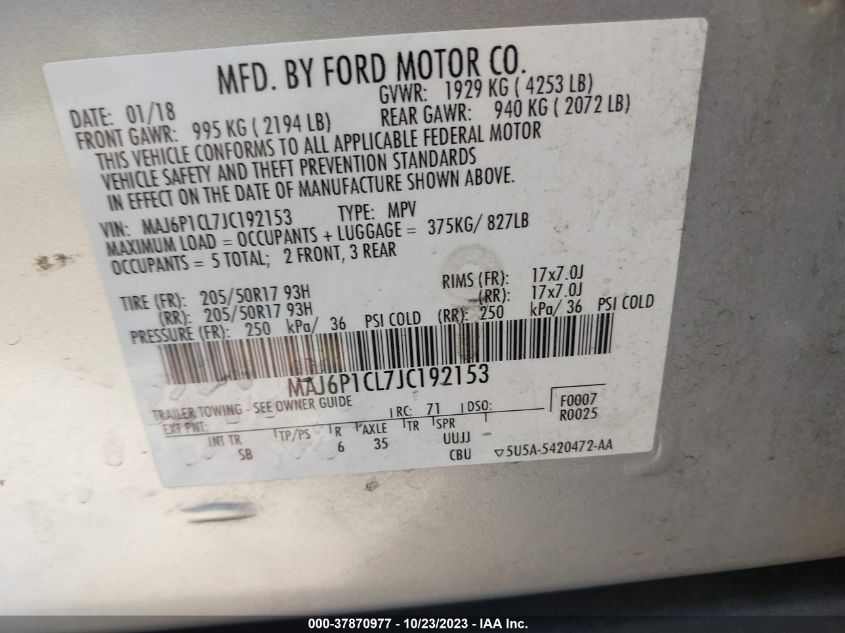 MFD. BY FORD MOTOR CO.
DATE: 01/18 GVWR: 1929 KG ( 4253 LB)
FRONT GAWR: 995 KG ( 2194 LB) REAR GAWR: 940 KG ( 2072 LB)
THIS VEHICLE CONFORMS TO ALL APPLICABLE FEDERAL MOTOR
VEHICLE SAFETY AND THEFT PREVENTION STANDARDS
IN EFFECT ON THE DATE OF MANUFACTURE SHOWN ABOVE.
VIN: MAJ6P1CL7JC192153 TYPE: MPV
MAXIMUM LOAD = OCCUPANTS + LUGGAGE = 375KG/ 827LB
OCCUPANTS = 5 TOTAL; 2 FRONT, 3 REAR
TIRE (FR): 205/50R17 93H RIMS (FR): 17x7.0J
(RR): 205/50R17 93H (RR): 17x7.0J
PRESSURE (FR): 250 kPa/ 36 PSI COLD (RR): 250 kPa/ 36 PSI COLD
MAJ6P1CL7JC192153
TRAILER TOWING - SEE OWNER GUIDE
EXT PNT: RC: 71 DSO: F0007
R0025
INT TR TP/PS R AXLE TR SPR
SB 6 35 UUJJ
CBU 5U5A-5420472-AA
000-37870977 - 10/23/2023 - IAA Inc.